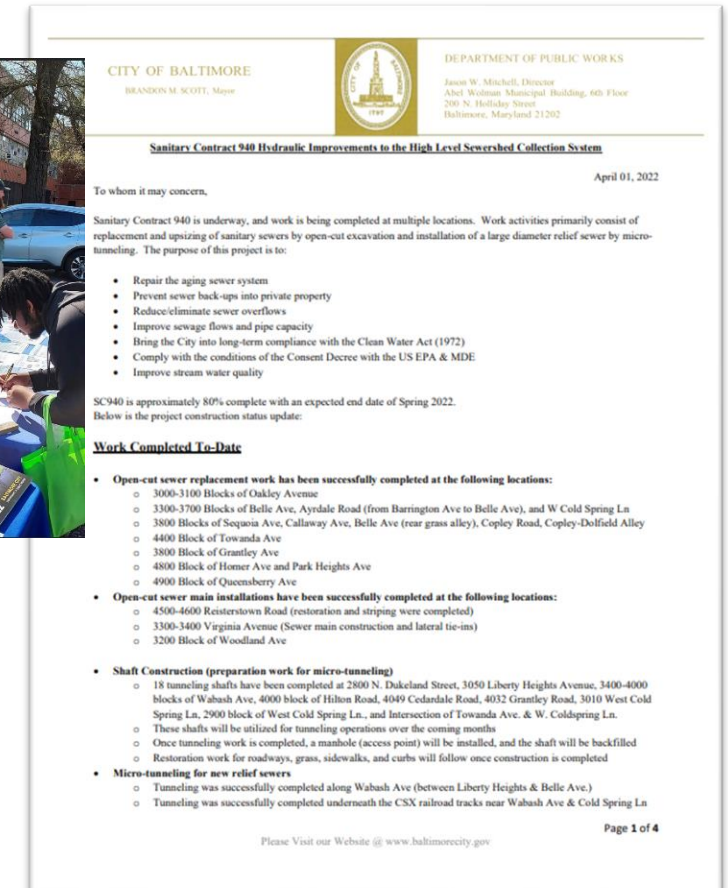 CITY OF BALTIMORE
BRANDON M. SCOTT, Mayor
CITY OF BALTIMORE
1797
DEPARTMENT OF PUBLIC WORKS
Jason W. Mitchell, Director
Abel Wolman Municipal Building, 6th Floor
200 N. Holliday Street
Baltimore, Maryland 21202
Sanitary Contract 940 Hydraulic Improvements to the High Level Sewershed Collection System
April 01, 2022
To whom it may concern,
Sanitary Contract 940 is underway, and work is being completed at multiple locations. Work activities primarily consist of
replacement and upsizing of sanitary sewers by open-cut excavation and installation of a large diameter relief sewer by micro-
tunneling. The purpose of this project is to:
• Repair the aging sewer system
• Prevent sewer back-ups into private property
• Reduce/eliminate sewer overflows
• Improve sewage flows and pipe capacity
• Bring the City into long-term compliance with the Clean Water Act (1972)
• Comply with the conditions of the Consent Decree with the US EPA & MDE
• Improve stream water quality
SC940 is approximately 80% complete with an expected end date of Spring 2022.
Below is the project construction status update:
Work Completed To-Date
• Open-cut sewer replacement work has been successfully completed at the following locations:
o 3000-3100 Blocks of Oakley Avenue
o 3300-3700 Blocks of Belle Ave, Ayrdale Road (from Barrington Ave to Belle Ave), and W Cold Spring Ln
o 3800 Blocks of Sequoia Ave, Callaway Ave, Belle Ave (rear grass alley), Copley Road, Copley-Dolfield Alley
o 4400 Block of Towanda Ave
o 3800 Block of Grantley Ave
o 4800 Block of Homer Ave and Park Heights Ave
o 4900 Block of Queensberry Ave
• Open-cut sewer main installations have been successfully completed at the following locations:
o 4500-4600 Reisterstown Road (restoration and striping were completed)
o 3300-3400 Virginia Avenue (Sewer main construction and lateral tie-ins)
o 3200 Block of Woodland Ave
• Shaft Construction (preparation work for micro-tunneling)
o 18 tunneling shafts have been completed at 2800 N. Dukeland Street, 3050 Liberty Heights Avenue, 3400-4000
blocks of Wabash Ave, 4000 block of Hilton Road, 4049 Cedardale Road, 4032 Grantley Road, 3010 West Cold
Spring Ln, 2900 block of West Cold Spring Ln., and Intersection of Towanda Ave. & W. Coldspring Ln.
o These shafts will be utilized for tunneling operations over the coming months
o Once tunneling work is completed, a manhole (access point) will be installed, and the shaft will be backfilled
o Restoration work for roadways, grass, sidewalks, and curbs will follow once construction is completed
• Micro-tunneling for new relief sewers
o Tunneling was successfully completed along Wabash Ave (between Liberty Heights & Belle Ave.)
o Tunneling was successfully completed underneath the CSX railroad tracks near Wabash Ave & Cold Spring Ln
Page 1 of 4
Please Visit our Website @ www.baltimorecity.gov